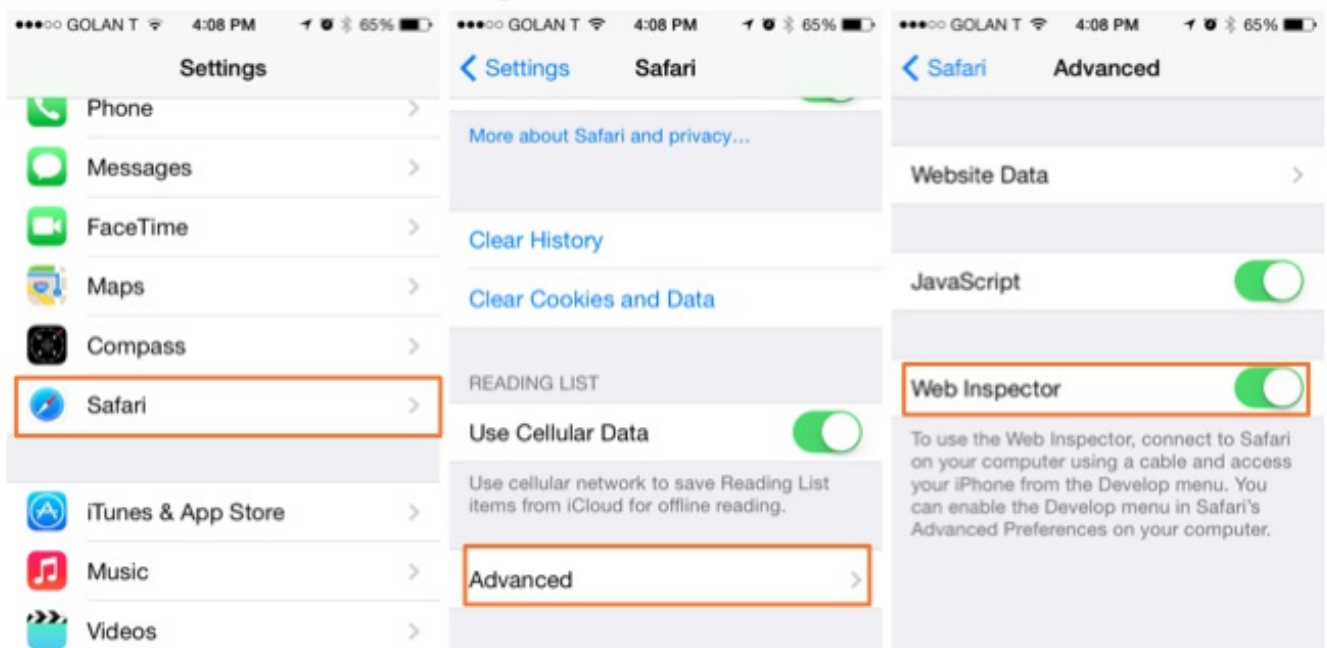 GOLAN T 4:08 PM 65%
Settings
Phone
Messages
FaceTime
Maps
Compass
Safari
iTunes & App Store
Music
Videos
GOLAN T 4:08 PM 65%
Settings Safari
More about Safari and privacy...
Clear History
Clear Cookies and Data
READING LIST
Use Cellular Data
Use cellular network to save Reading List
items from iCloud for offline reading.
Advanced
GOLAN T 4:08 PM 65%
Safari Advanced
Website Data
JavaScript
Web Inspector
To use the Web Inspector, connect to Safari
on your computer using a cable and access
your iPhone from the Develop menu. You
can enable the Develop menu in Safari's
Advanced Preferences on your computer.